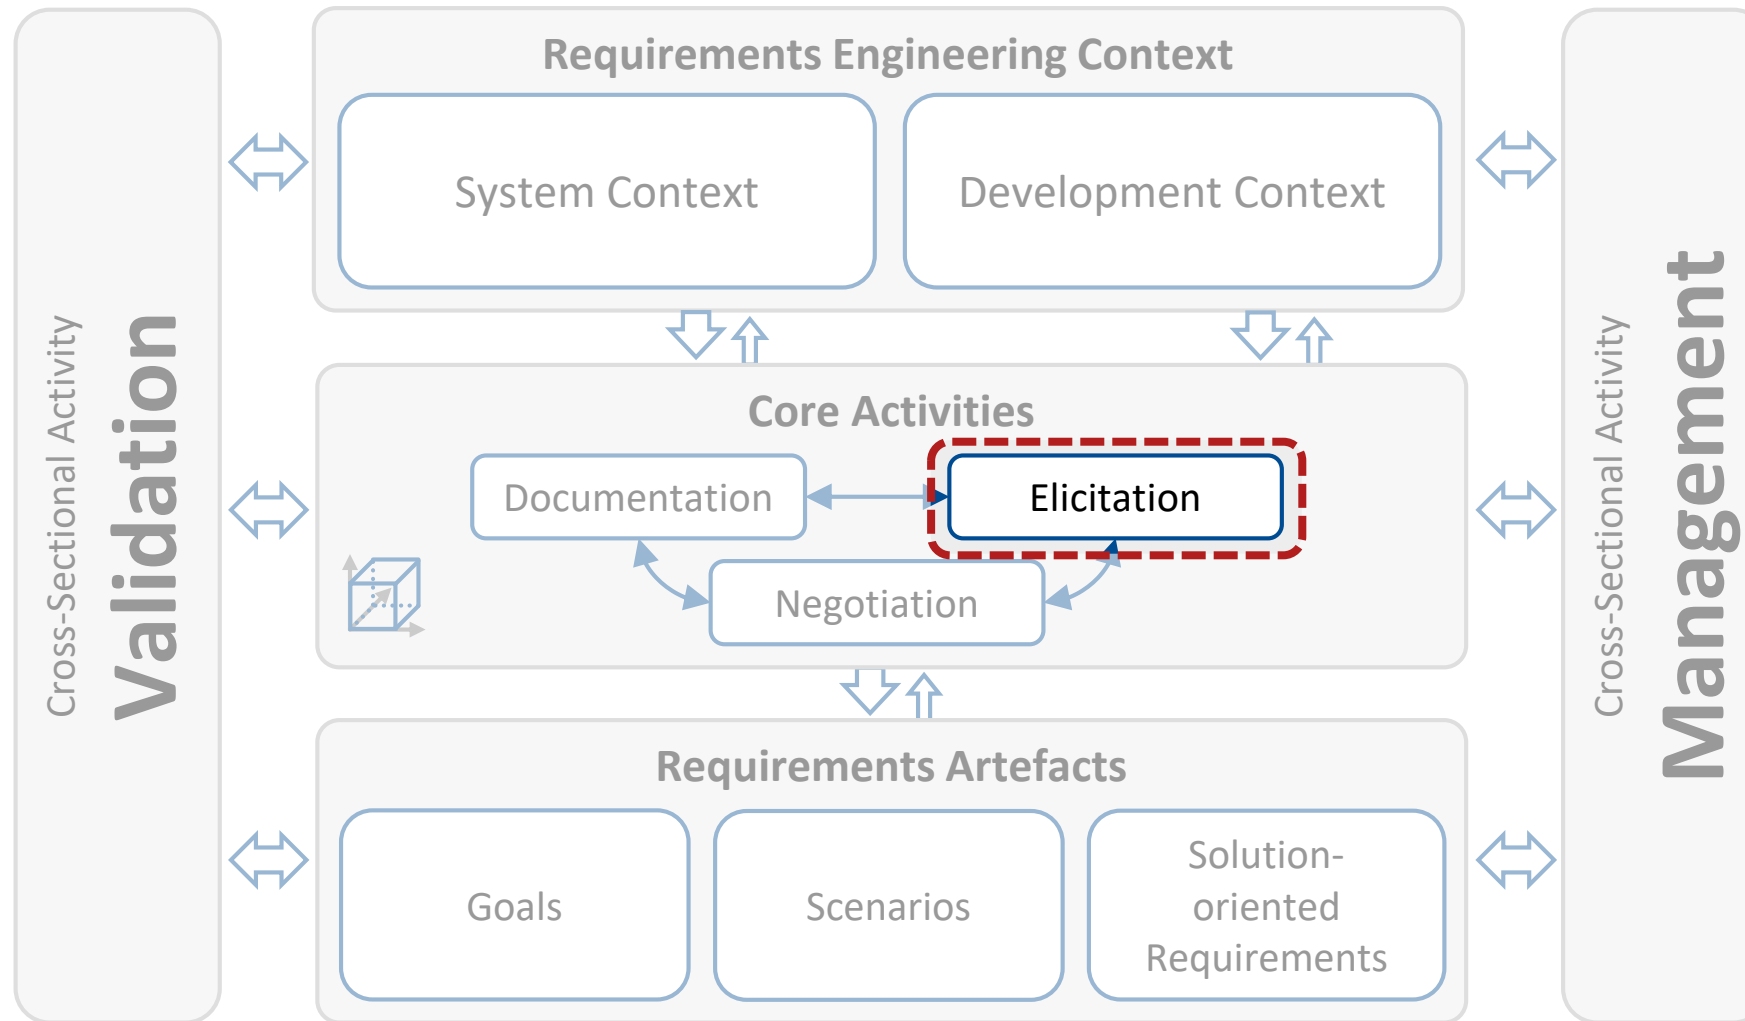 Requirements Engineering Context
System Context
Development Context
Cross-Sectional Activity
Validation
Core Activities
Documentation
Elicitation
Negotiation
Cross-Sectional Activity
Management
Requirements Artefacts
Goals
Scenarios
Solution-
oriented
Requirements